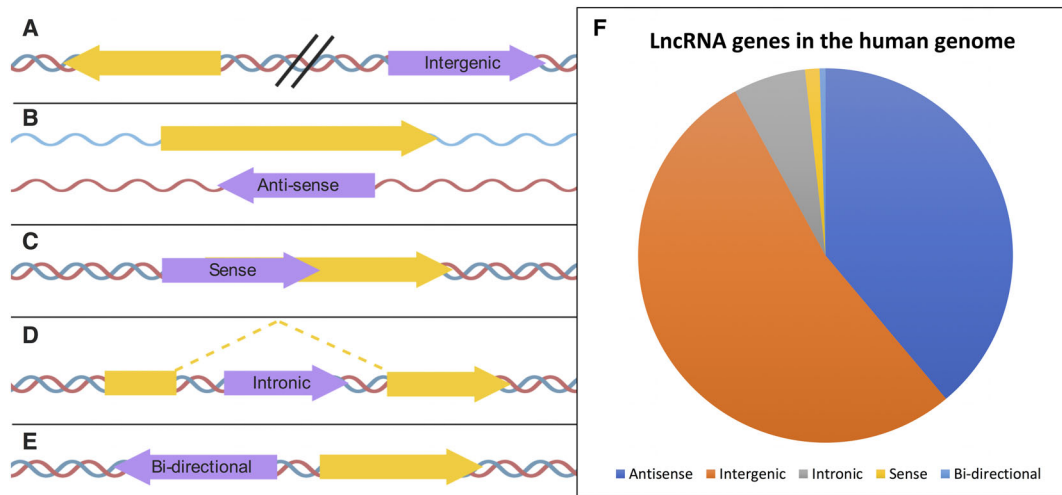 A
Intergenic
B
Anti-sense
C
Sense
D
Intronic
E
Bi-directional
F
LncRNA genes in the human genome
Antisense Intergenic Intronic Sense Bi-directional